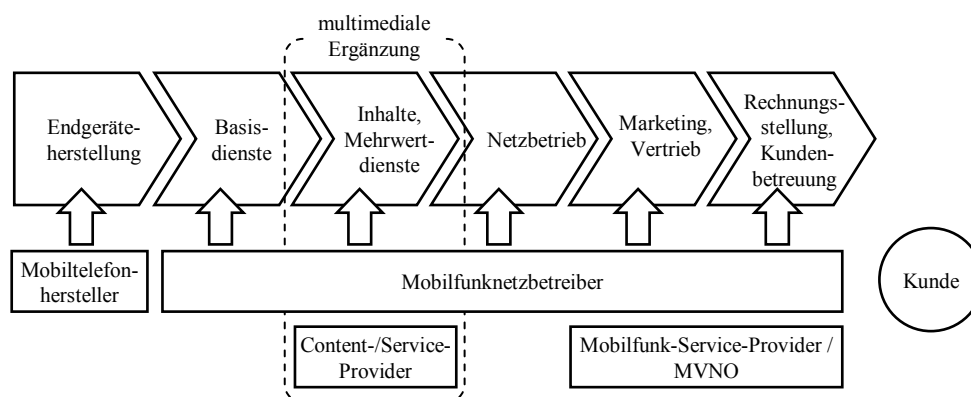 multimediale
Ergänzung
Endgeräte-
herstellung
Basis-
dienste
Inhalte,
Mehrwert-
dienste
Netzbetrieb
Marketing,
Vertrieb
Rechnungs-
stellung,
Kunden-
betreuung
Mobiltelefon-
hersteller
Mobilfunknetzbetreiber
Kunde
Content-/Service-
Provider
Mobilfunk-Service-Provider /
MVNO